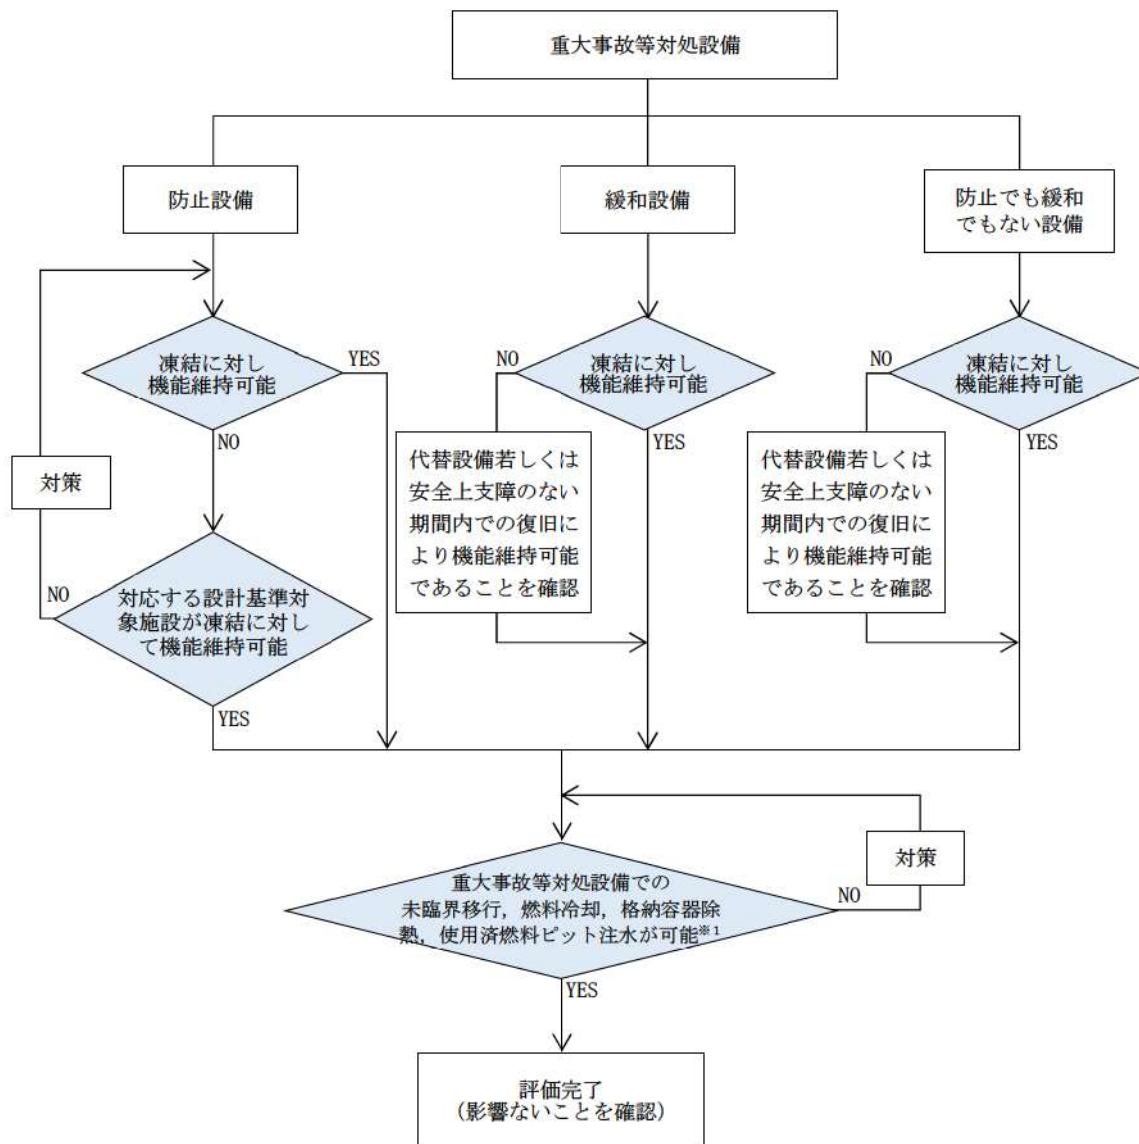 重大事故等対処設備
防止設備
緩和設備
防止でも緩和
でもない設備
凍結に対し
機能維持可能
YES
NO
凍結に対し
機能維持可能
NO
YES
凍結に対し
機能維持可能
NO
YES
対策
代替設備若しくは
安全上支障のない
期間内での復旧に
より機能維持可能
であることを確認
代替設備若しくは
安全上支障のない
期間内での復旧に
より機能維持可能
であることを確認
対応する設計基準対
象施設が凍結に対し
て機能維持可能
NO
YES
対策
重大事故等対処設備での
未臨界移行，燃料冷却，格納容器除
熱，使用済燃料ピット注水が可能※1
NO
YES
評価完了
（影響ないことを確認）